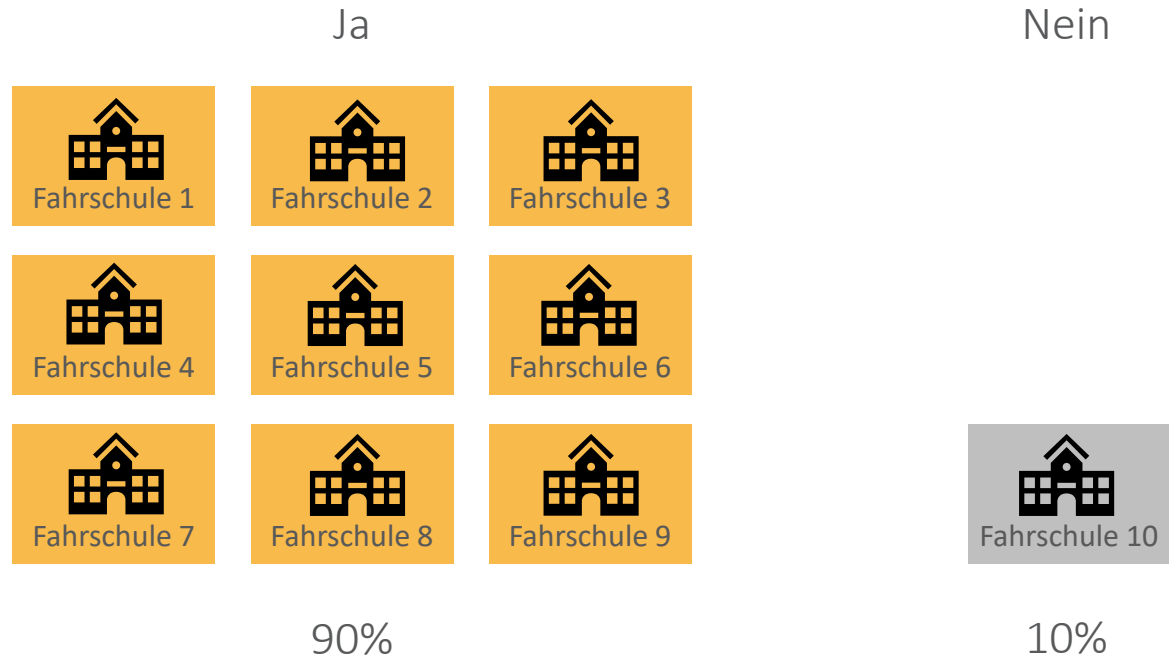 Ja
Nein
Fahrschule 1
Fahrschule 2
Fahrschule 3
Fahrschule 4
Fahrschule 5
Fahrschule 6
Fahrschule 7
Fahrschule 8
Fahrschule 9
Fahrschule 10
90%
10%